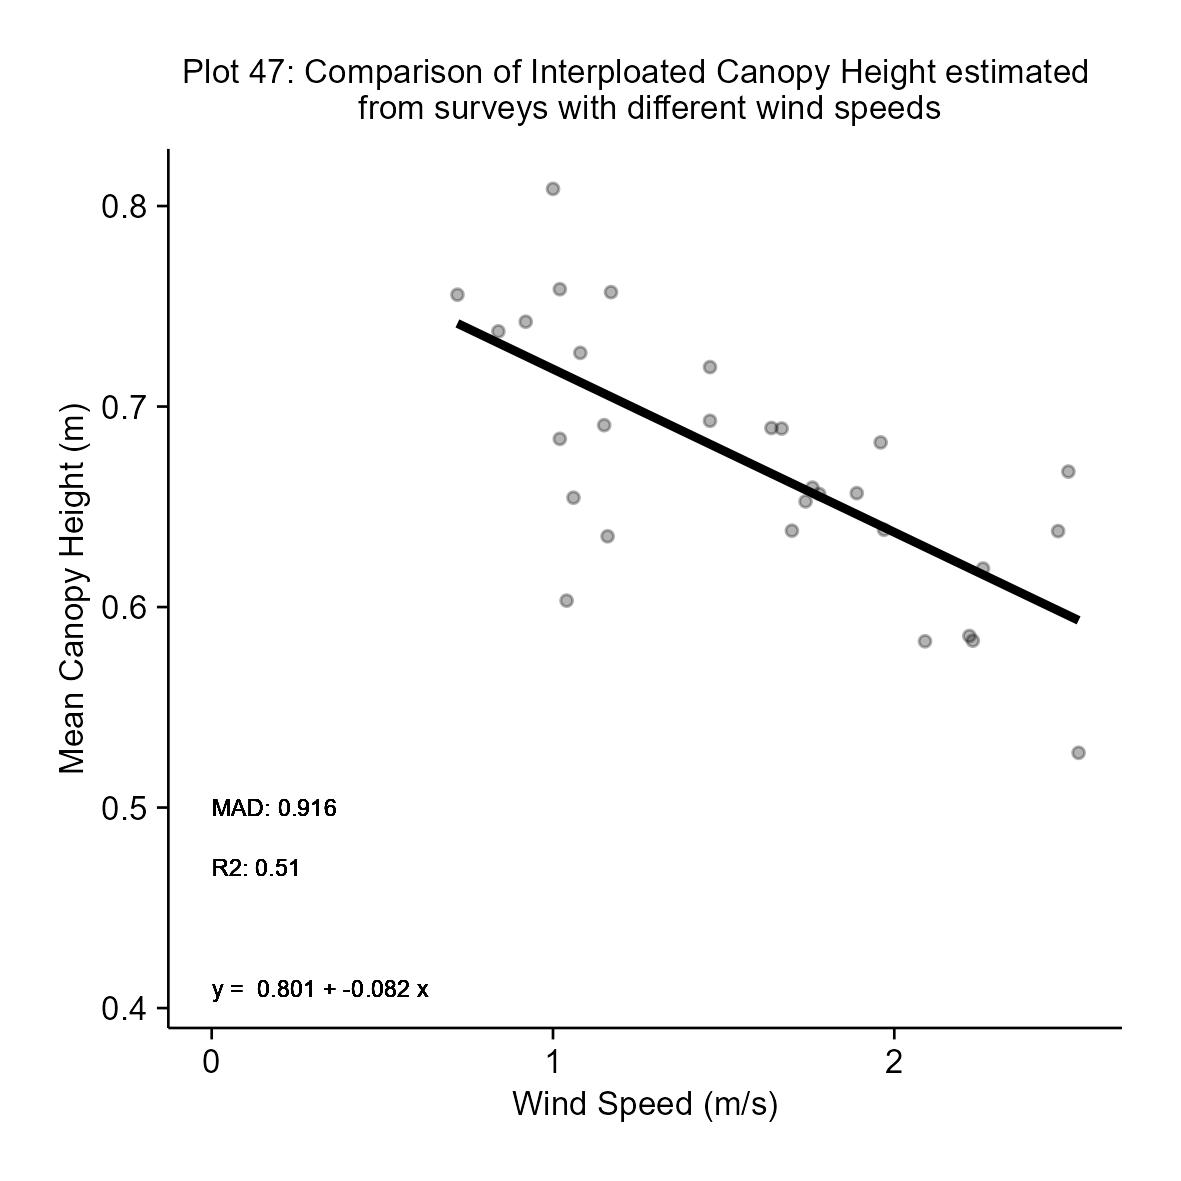 Plot 47: Comparison of Interploated Canopy Height estimated
from surveys with different wind speeds
Mean Canopy Height (m)
0.8
0.7
0.6
0.5
0.4
MAD: 0.916
R2: 0.51
y = 0.801 + -0.082 x
0
1
2
Wind Speed (m/s)